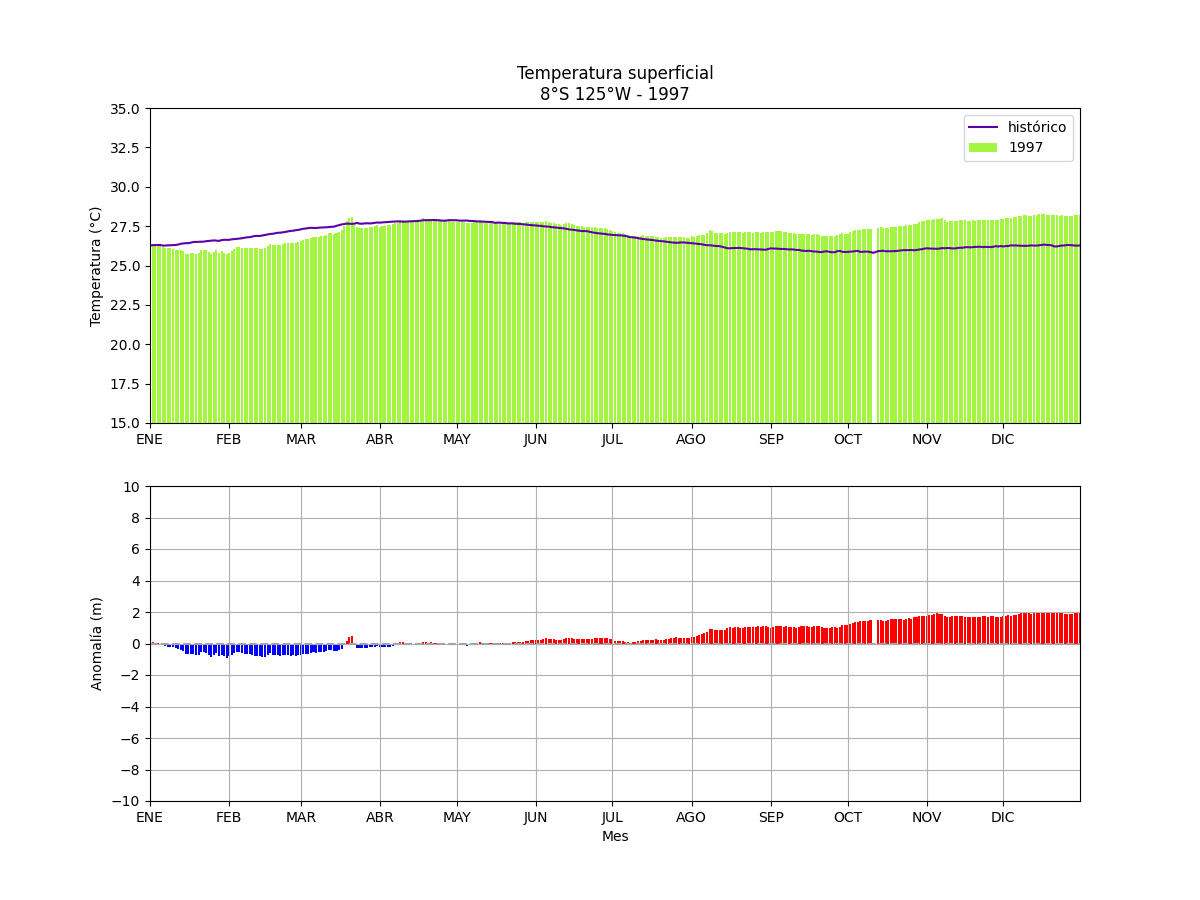 Temperatura superficial
8°S 125°W - 1997
35.0
32.5
30.0
27.5
25.0
22.5
20.0
17.5
15.0
Temperatura (°C)
histórico
1997
ENE FEB MAR ABR MAY JUN JUL AGO SEP OCT NOV DIC
10
8
6
4
2
0
−2
−4
−6
−8
−10
Anomalía (m)
ENE FEB MAR ABR MAY JUN JUL AGO SEP OCT NOV DIC
Mes